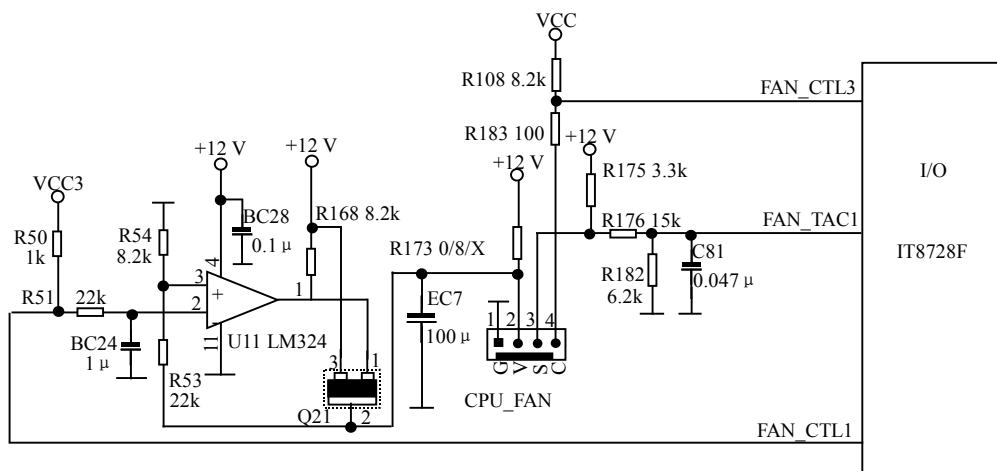 VCC
R108 8.2k
FAN_CTL3
R183 100
+12 V
+12 V
+12 V
+12 V
R175 3.3k
I/O
VCC3
BC28
0.1 μ
R168 8.2k
R176 15k
FAN_TAC1
R50
1k
R54
8.2k
4
R173 0/8/X
C81
0.047 μ
IT8728F
R182
6.2k
3
+
1
EC7
100 μ
R51
22k
2
-
1
2
3
4
BC24
1 μ
11
U11 LM324
R53
22k
3
1
G
V
S
C
CPU_FAN
Q21
2
FAN_CTL1